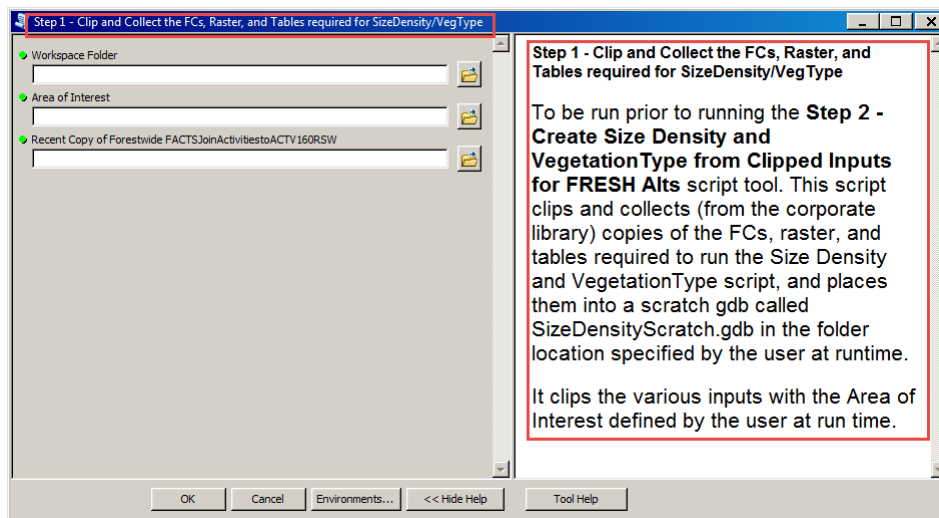 Step 1 - Clip and Collect the FCs, Raster, and Tables required for SizeDensity/VegType
Workspace Folder
Area of Interest
Recent Copy of Forestwide FACTSJoinActivitiestoACTV160RSW
Step 1 - Clip and Collect the FCs, Raster, and
Tables required for SizeDensity/VegType
To be run prior to running the Step 2 -
Create Size Density and
VegetationType from Clipped Inputs
for FRESH Alts script tool. This script
clips and collects (from the corporate
library) copies of the FCs, raster, and
tables required to run the Size Density
and VegetationType script, and places
them into a scratch gdb called
SizeDensityScratch.gdb in the folder
location specified by the user at runtime.
It clips the various inputs with the Area of
Interest defined by the user at run time.
OK
Cancel
Environments...
<< Hide Help
Tool Help